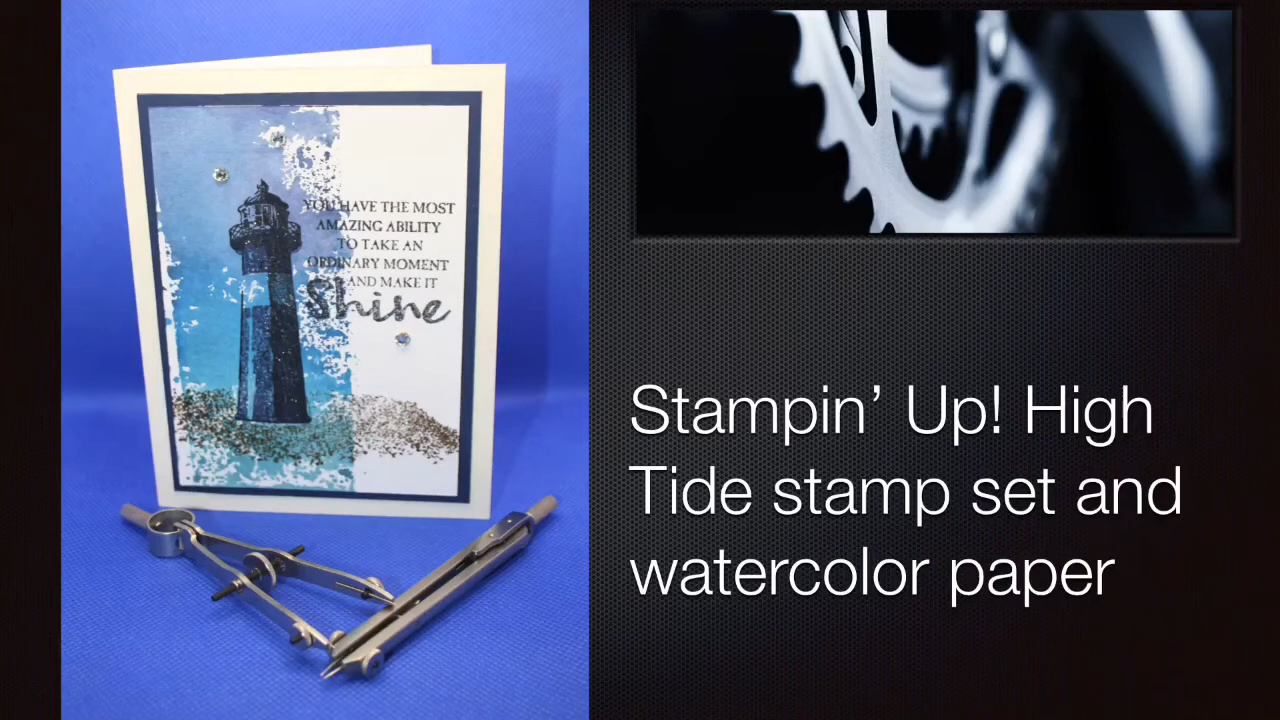 YOU HAVE THE MOST
AMAZING ABILITY
TO TAKE AN
ORDINARY MOMENT
AND MAKE IT
Shine
Stampin’ Up! High
Tide stamp set and
watercolor paper